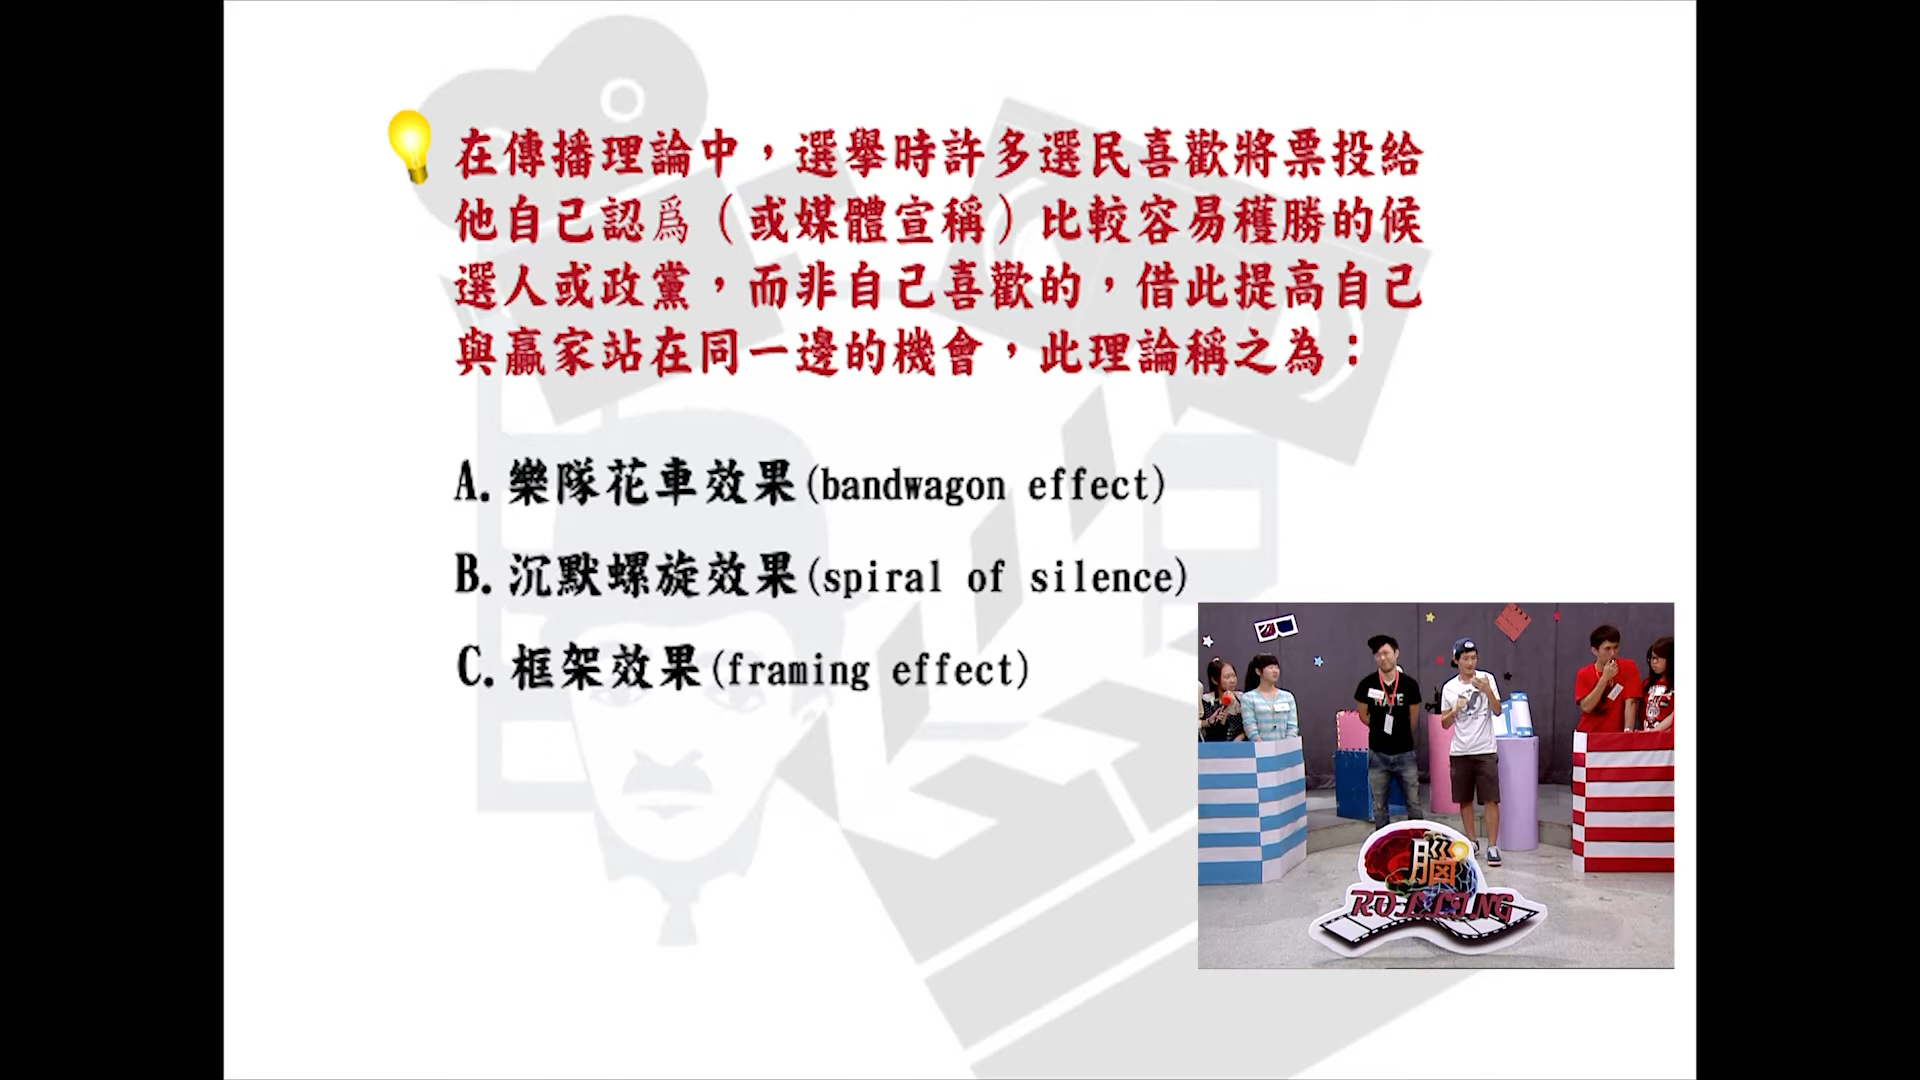 在傳播理論中，選舉時許多選民喜歡將票投給
他自己認爲（或媒體宣稱）比較容易穫勝的候
選人或政黨，而非自己喜歡的，借此提高自己
與贏家站在同一邊的機會，此理論稱之為：
A. 樂隊花車效果(bandwagon effect)
B. 沉默螺旋效果(spiral of silence)
C. 框架效果(framing effect)
HATE
腦
ROLLING